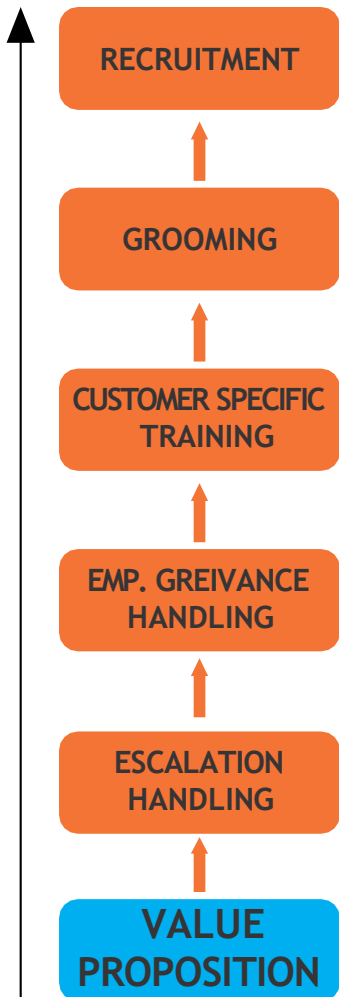 RECRUITMENT
GROOMING
CUSTOMER SPECIFIC
TRAINING
EMP. GREIVANCE
HANDLING
ESCALATION
HANDLING
VALUE
PROPOSITION